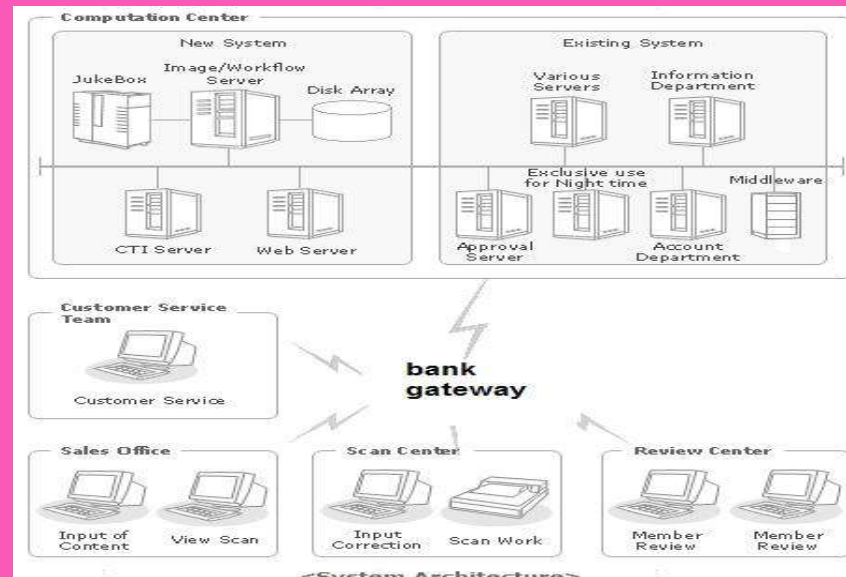 Computation Center
New System
Existing System
JukeBox
Image/Workflow
Server
Disk Array
Various
Servers
Information
Department
CTI Server
Web Server
Approval
Server
Exclusive use
for Night time
Account
Department
Middleware
Customer Service
Team
Customer Service
bank
gateway
Sales Office
Input of
Content
View Scan
Scan Center
Input
Correction
Scan Work
Review Center
Member
Review
Member
Review
<System Architecture>